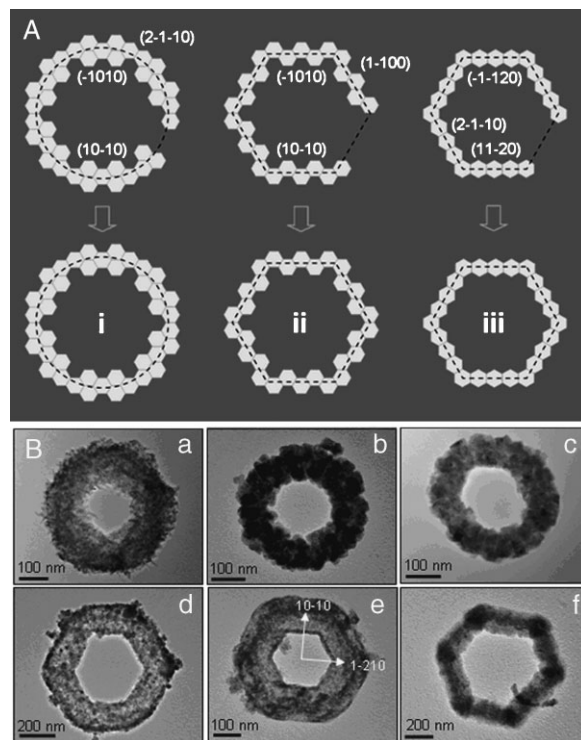 A
(2-1-10)
(-1010)
(10-10)
(1-100)
(-1010)
(10-10)
(-1-120)
(2-1-10)
(11-20)
i
ii
iii
B
a
100 nm
b
100 nm
c
100 nm
d
200 nm
e
10-10
1-210
100 nm
f
200 nm